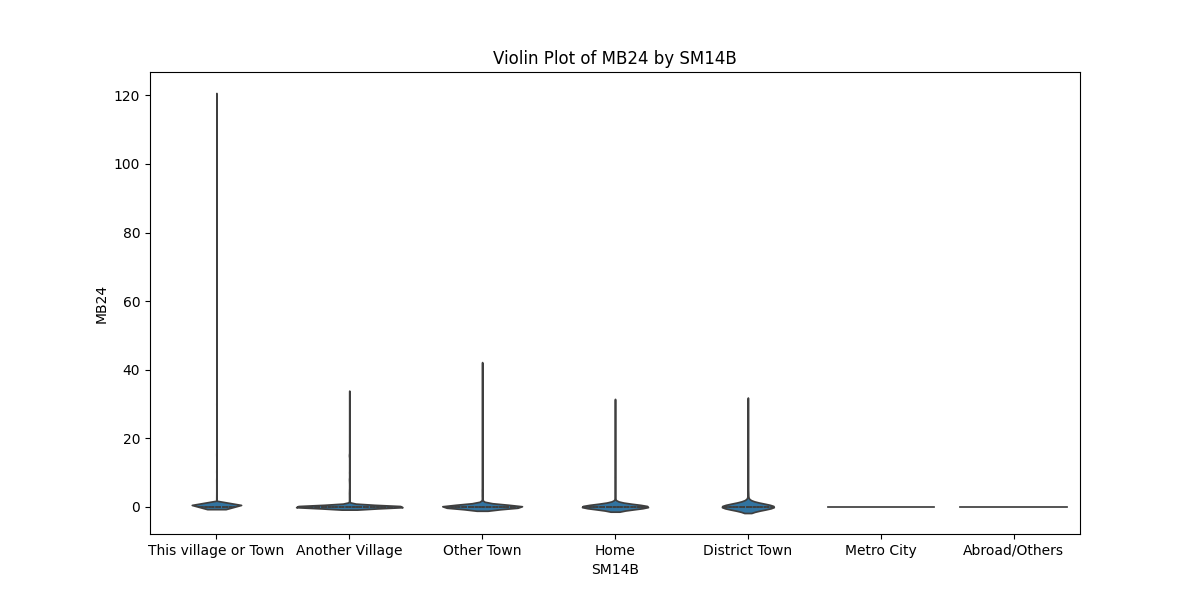 Violin Plot of MB24 by SM14B
120
100
80
60
40
20
0
MB24
This village or Town Another Village Other Town Home District Town Metro City Abroad/Others
SM14B